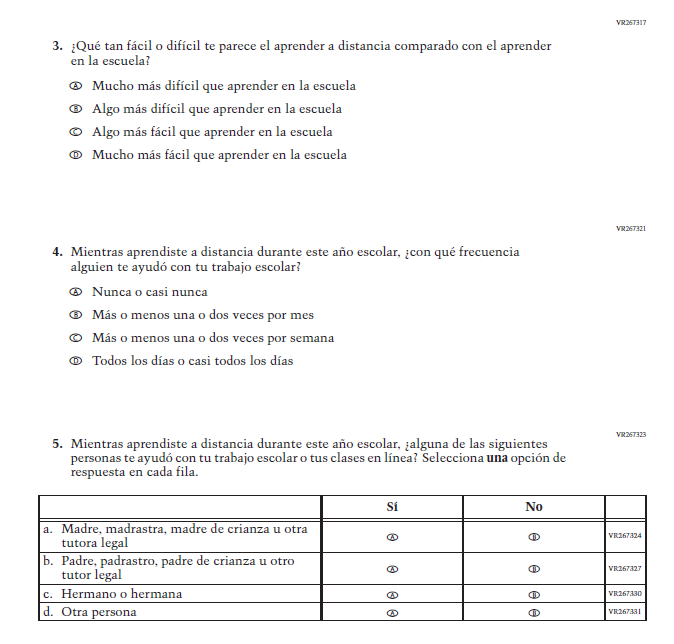 VR267317
3. ¿Qué tan fácil o difícil te parece el aprender a distancia comparado con el aprender
en la escuela?
A Mucho más difícil que aprender en la escuela
B Algo más difícil que aprender en la escuela
C Algo más fácil que aprender en la escuela
D Mucho más fácil que aprender en la escuela
VR267321
4. Mientras aprendiste a distancia durante este año escolar, ¿con qué frecuencia
alguien te ayudó con tu trabajo escolar?
A Nunca o casi nunca
B Más o menos una o dos veces por mes
C Más o menos una o dos veces por semana
D Todos los días o casi todos los días
VR267323
5. Mientras aprendiste a distancia durante este año escolar, ¿alguna de las siguientes
personas te ayudó con tu trabajo escolar o tus clases en línea? Selecciona una opción de
respuesta en cada fila.
Sí No
a. Madre, madrastra, madre de crianza u otra
tutora legal
A B VR267324
b. Padre, padrastro, padre de crianza u otro
tutor legal
A B VR267327
c. Hermano o hermana A B VR267330
d. Otra persona A B VR267331